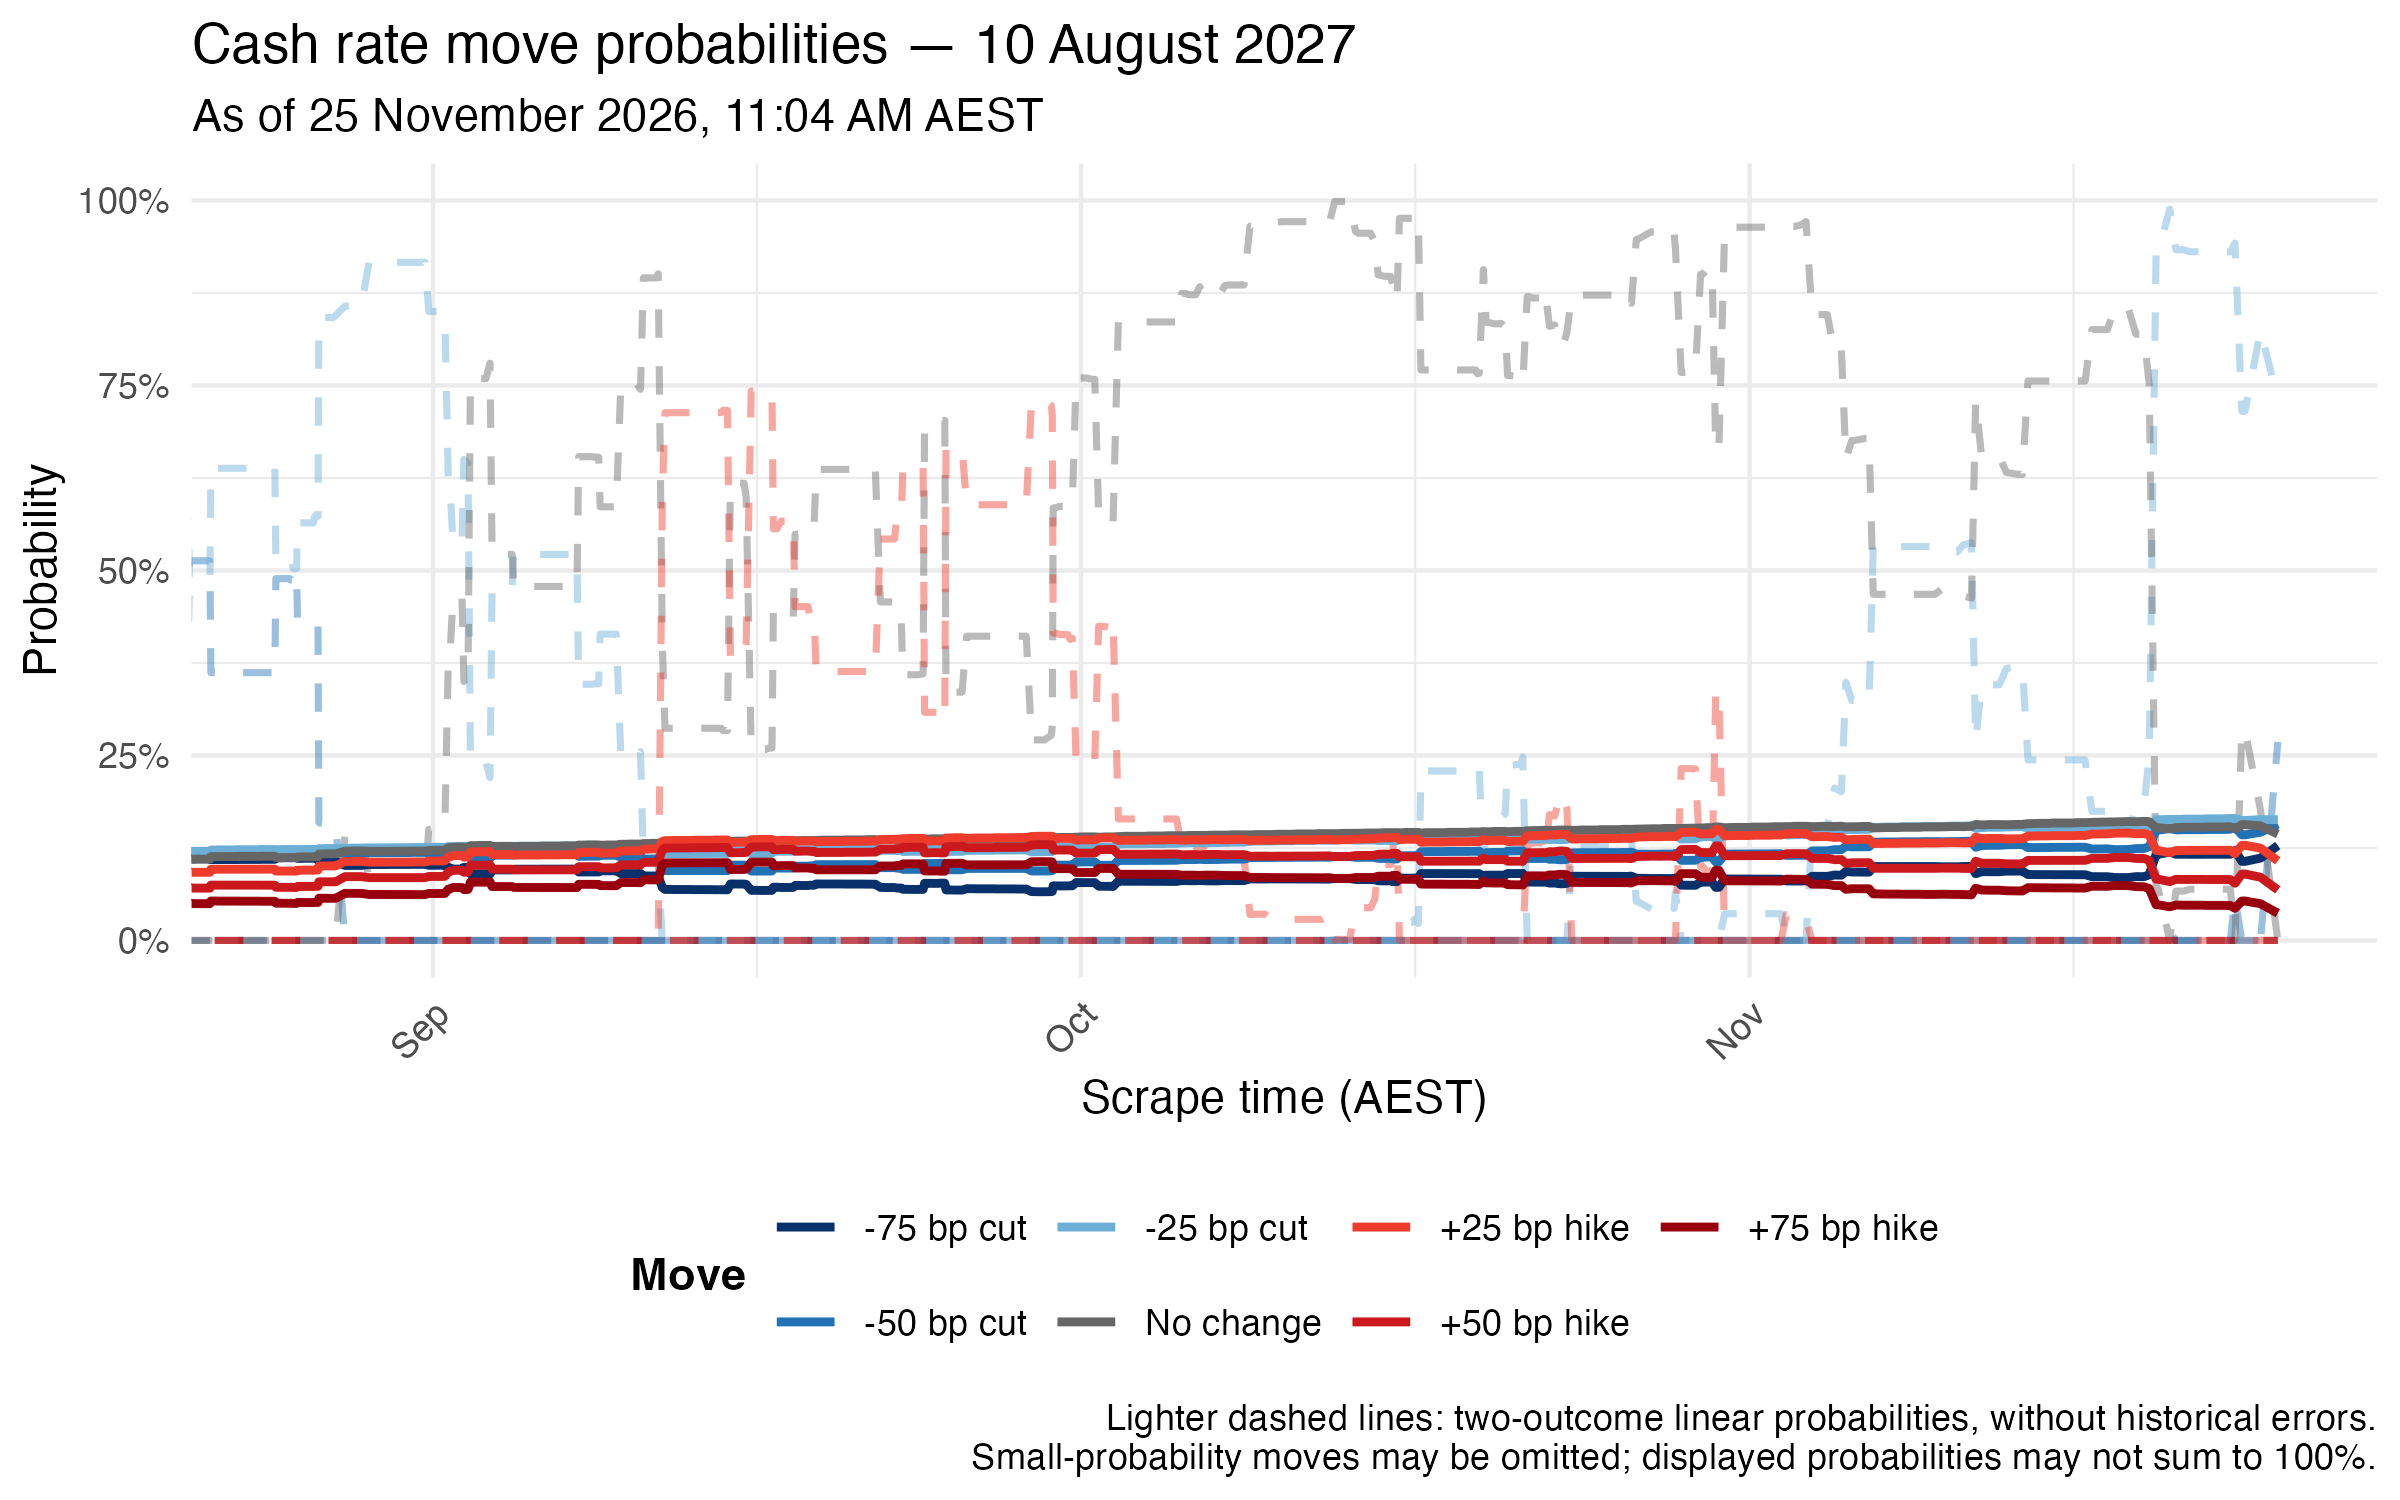 Cash rate move probabilities — 10 August 2027
As of 25 November 2026, 11:04 AM AEST
Probability
100%
75%
50%
25%
0%
Sep
Oct
Nov
Scrape time (AEST)
Move
-75 bp cut
-25 bp cut
+25 bp hike
+75 bp hike
-50 bp cut
No change
+50 bp hike
Lighter dashed lines: two-outcome linear probabilities, without historical errors.
Small-probability moves may be omitted; displayed probabilities may not sum to 100%.